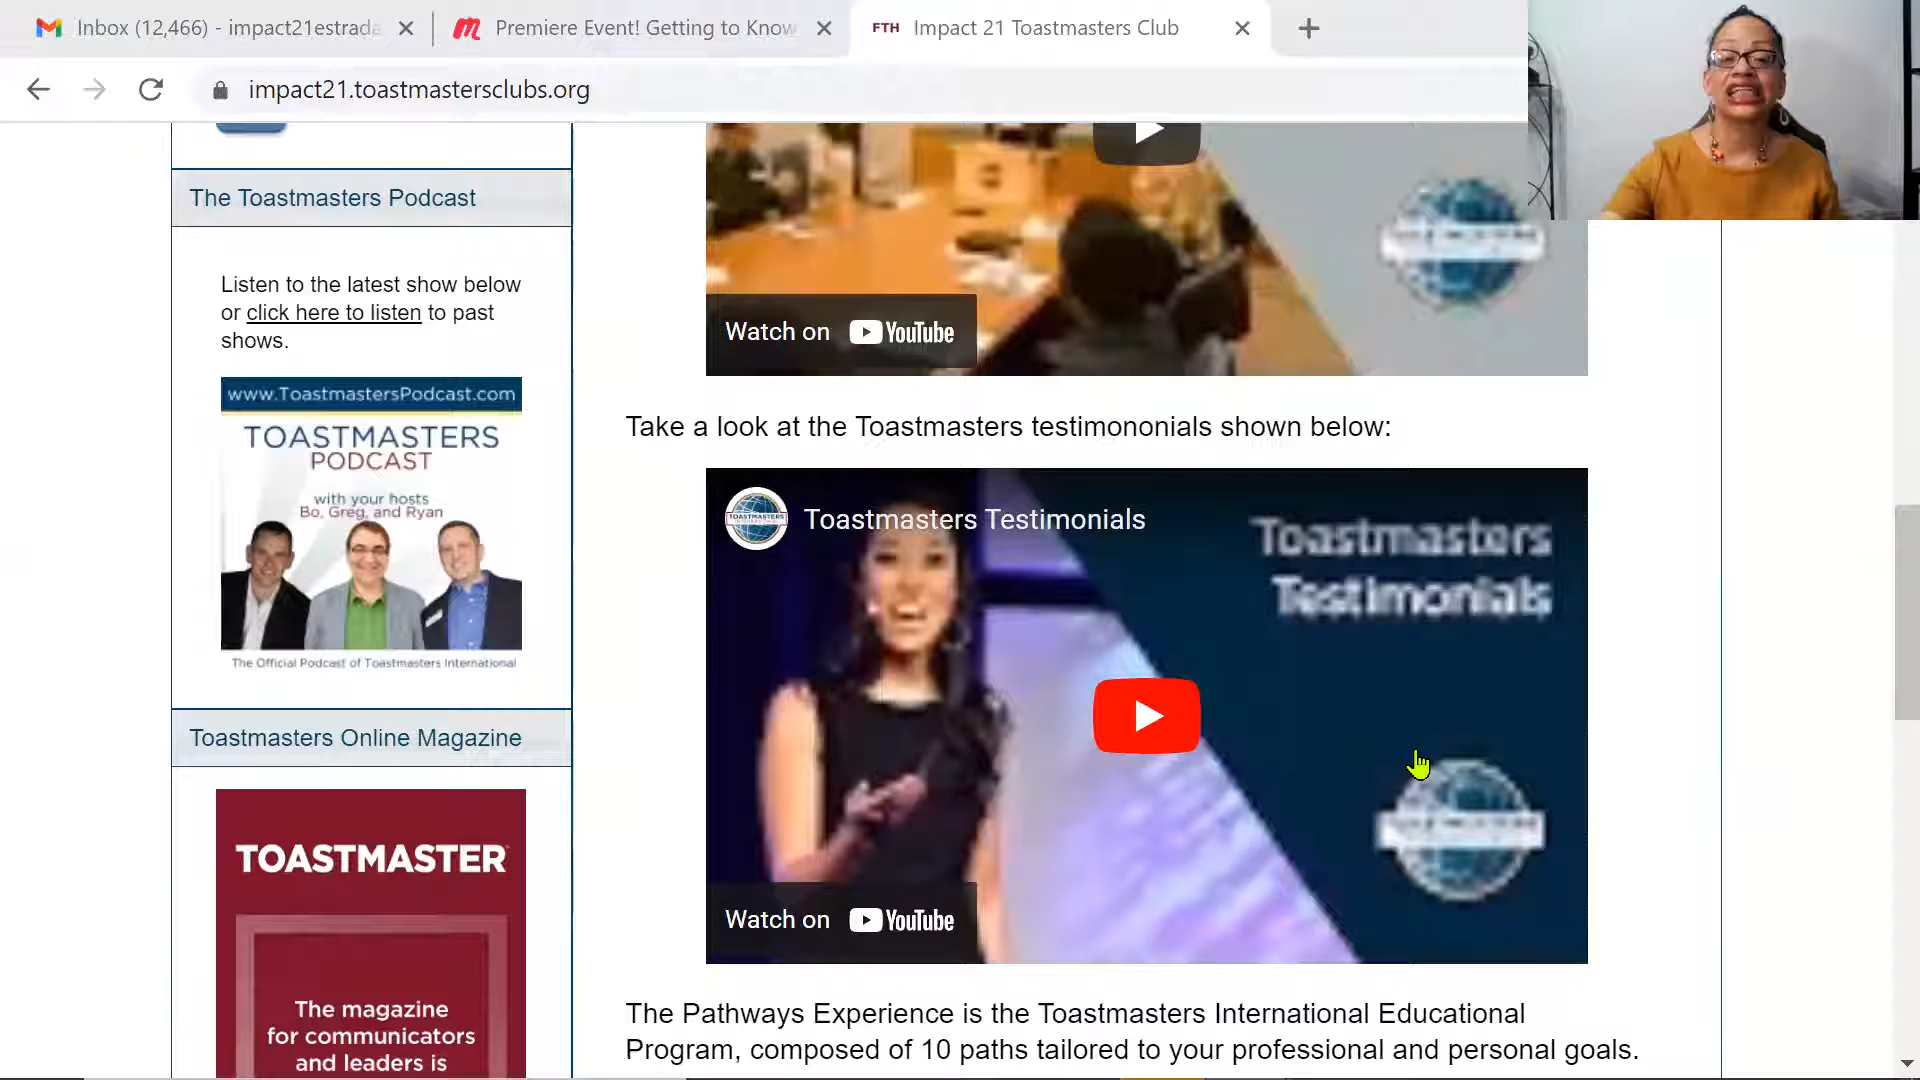 Inbox (12,466) - impact21estrada
Premiere Event! Getting to Know
FTH
Impact 21 Toastmasters Club
impact21.toastmastersclubs.org
The Toastmasters Podcast
Listen to the latest show below
or click here to listen to past
shows.
www.ToastmastersPodcast.com
TOASTMASTERS
PODCAST
with your hosts
Bo, Greg, and Ryan
The Official Podcast of Toastmasters International
Toastmasters Online Magazine
TOASTMASTER
The magazine
for communicators
and leaders is
Watch on YouTube
Take a look at the Toastmasters testimononials shown below:
TOASTMASTERS
Toastmasters Testimonials
Toastmasters
Testimonials
Watch on YouTube
The Pathways Experience is the Toastmasters International Educational
Program, composed of 10 paths tailored to your professional and personal goals.